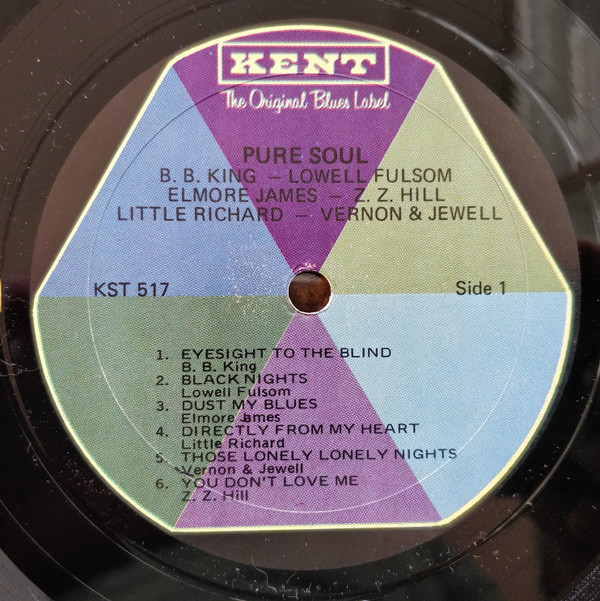 KENT
The Original Blues Label
PURE SOUL
B. B. KING – LOWELL FULSOM
ELMORE JAMES – Z. Z. HILL
LITTLE RICHARD – VERNON & JEWELL
KST 517
Side 1
1. EYESIGHT TO THE BLIND
B. B. King
2. BLACK NIGHTS
Lowell Fulsom
3. DUST MY BLUES
Elmore James
4. DIRECTLY FROM MY HEART
Little Richard
5. THOSE LONELY LONELY NIGHTS
Vernon & Jewell
6. YOU DON'T LOVE ME
Z. Z. Hill